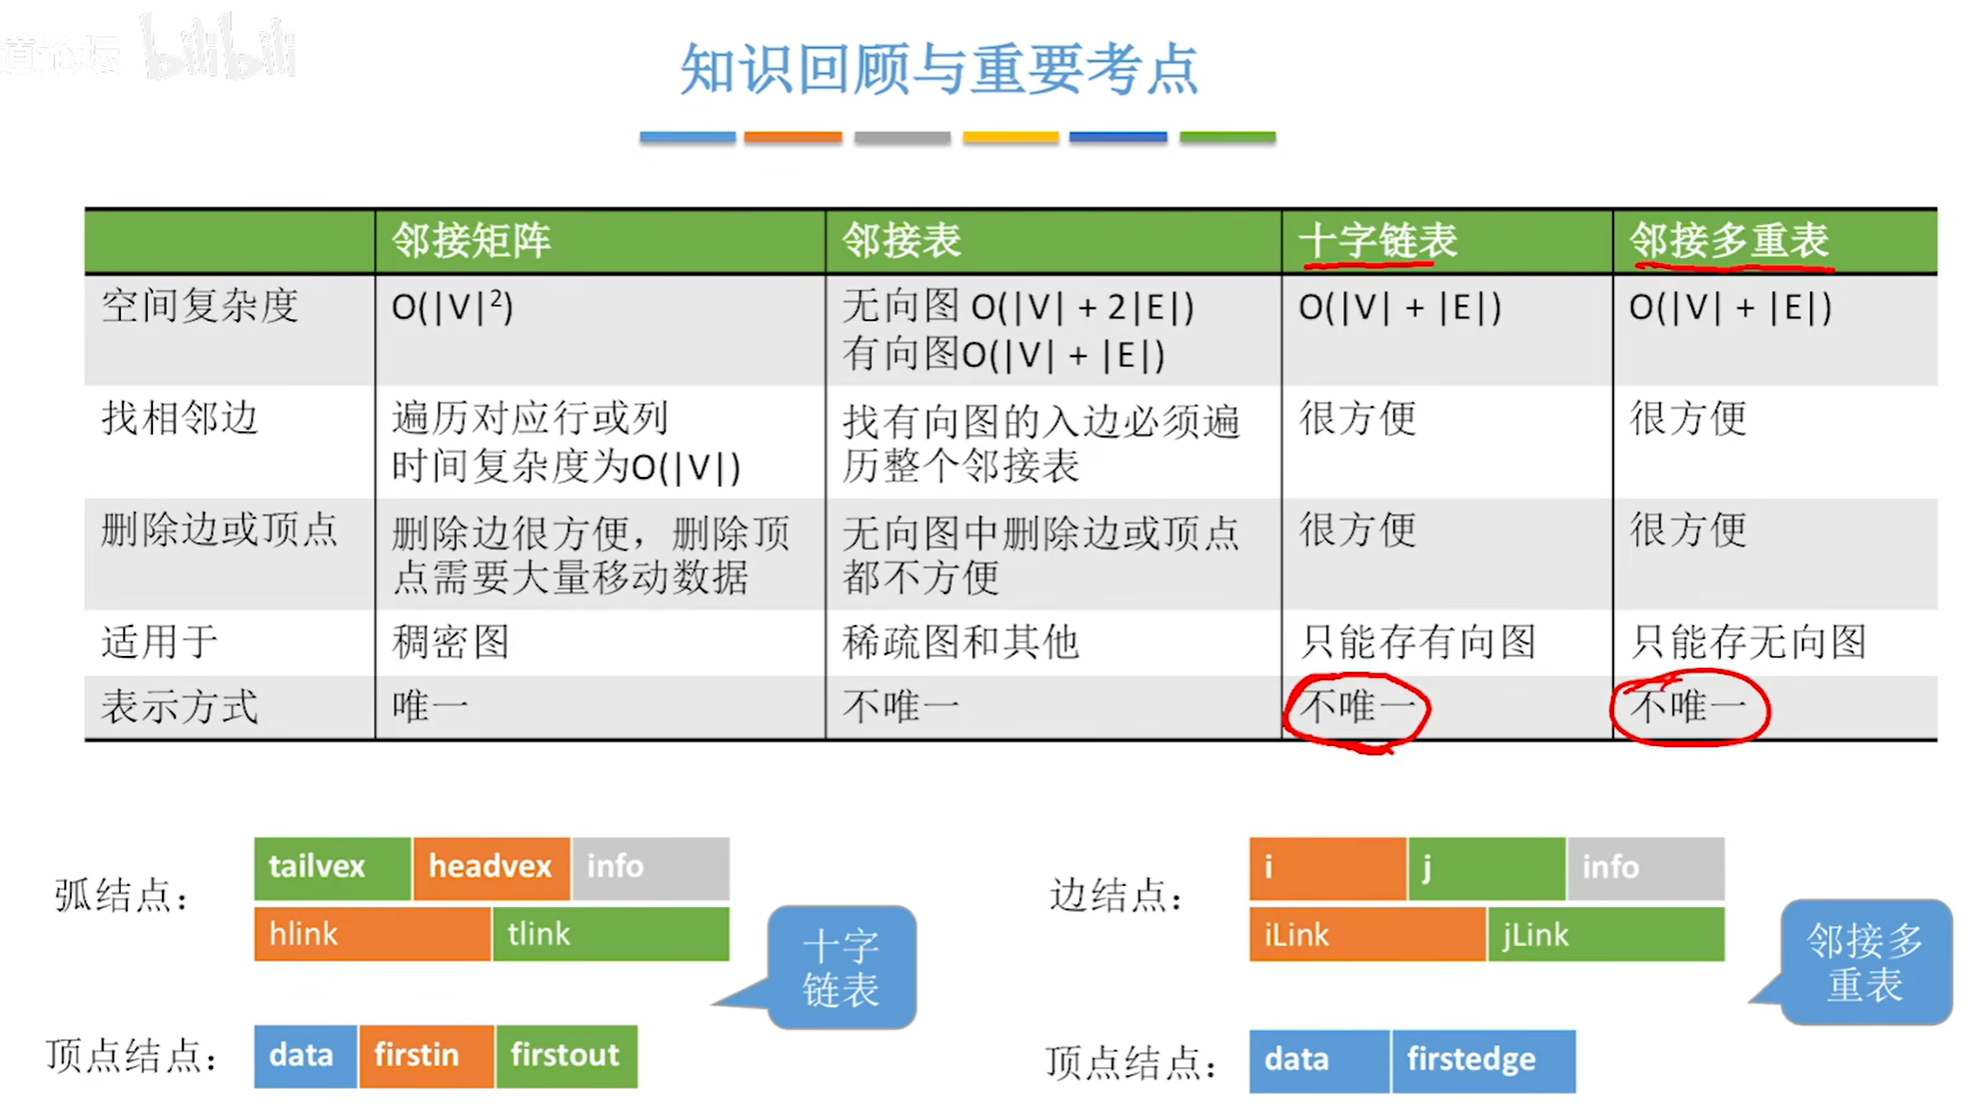 道论坛 bilibili
知识回顾与重要考点
邻接矩阵 邻接表 十字链表 邻接多重表
空间复杂度 O(|V|²) 无向图 O(|V| + 2|E|) O(|V| + |E|) O(|V| + |E|)
有向图O(|V| + |E|)
找相邻边 遍历对应行或列 找有向图的入边必须遍 很方便 很方便
时间复杂度为O(|V|) 历整个邻接表
删除边或顶点 删除边很方便，删除顶 无向图中删除边或顶点 很方便 很方便
点需要大量移动数据 都不方便
适用于 稠密图 稀疏图和其他 只能存有向图 只能存无向图
表示方式 唯一 不唯一 不唯一 不唯一
弧结点：
tailvex headvex info
hlink tlink
十字
链表
顶点结点：
data firstin firstout
边结点：
i j info
iLink jLink
邻接多
重表
顶点结点：
data firstedge